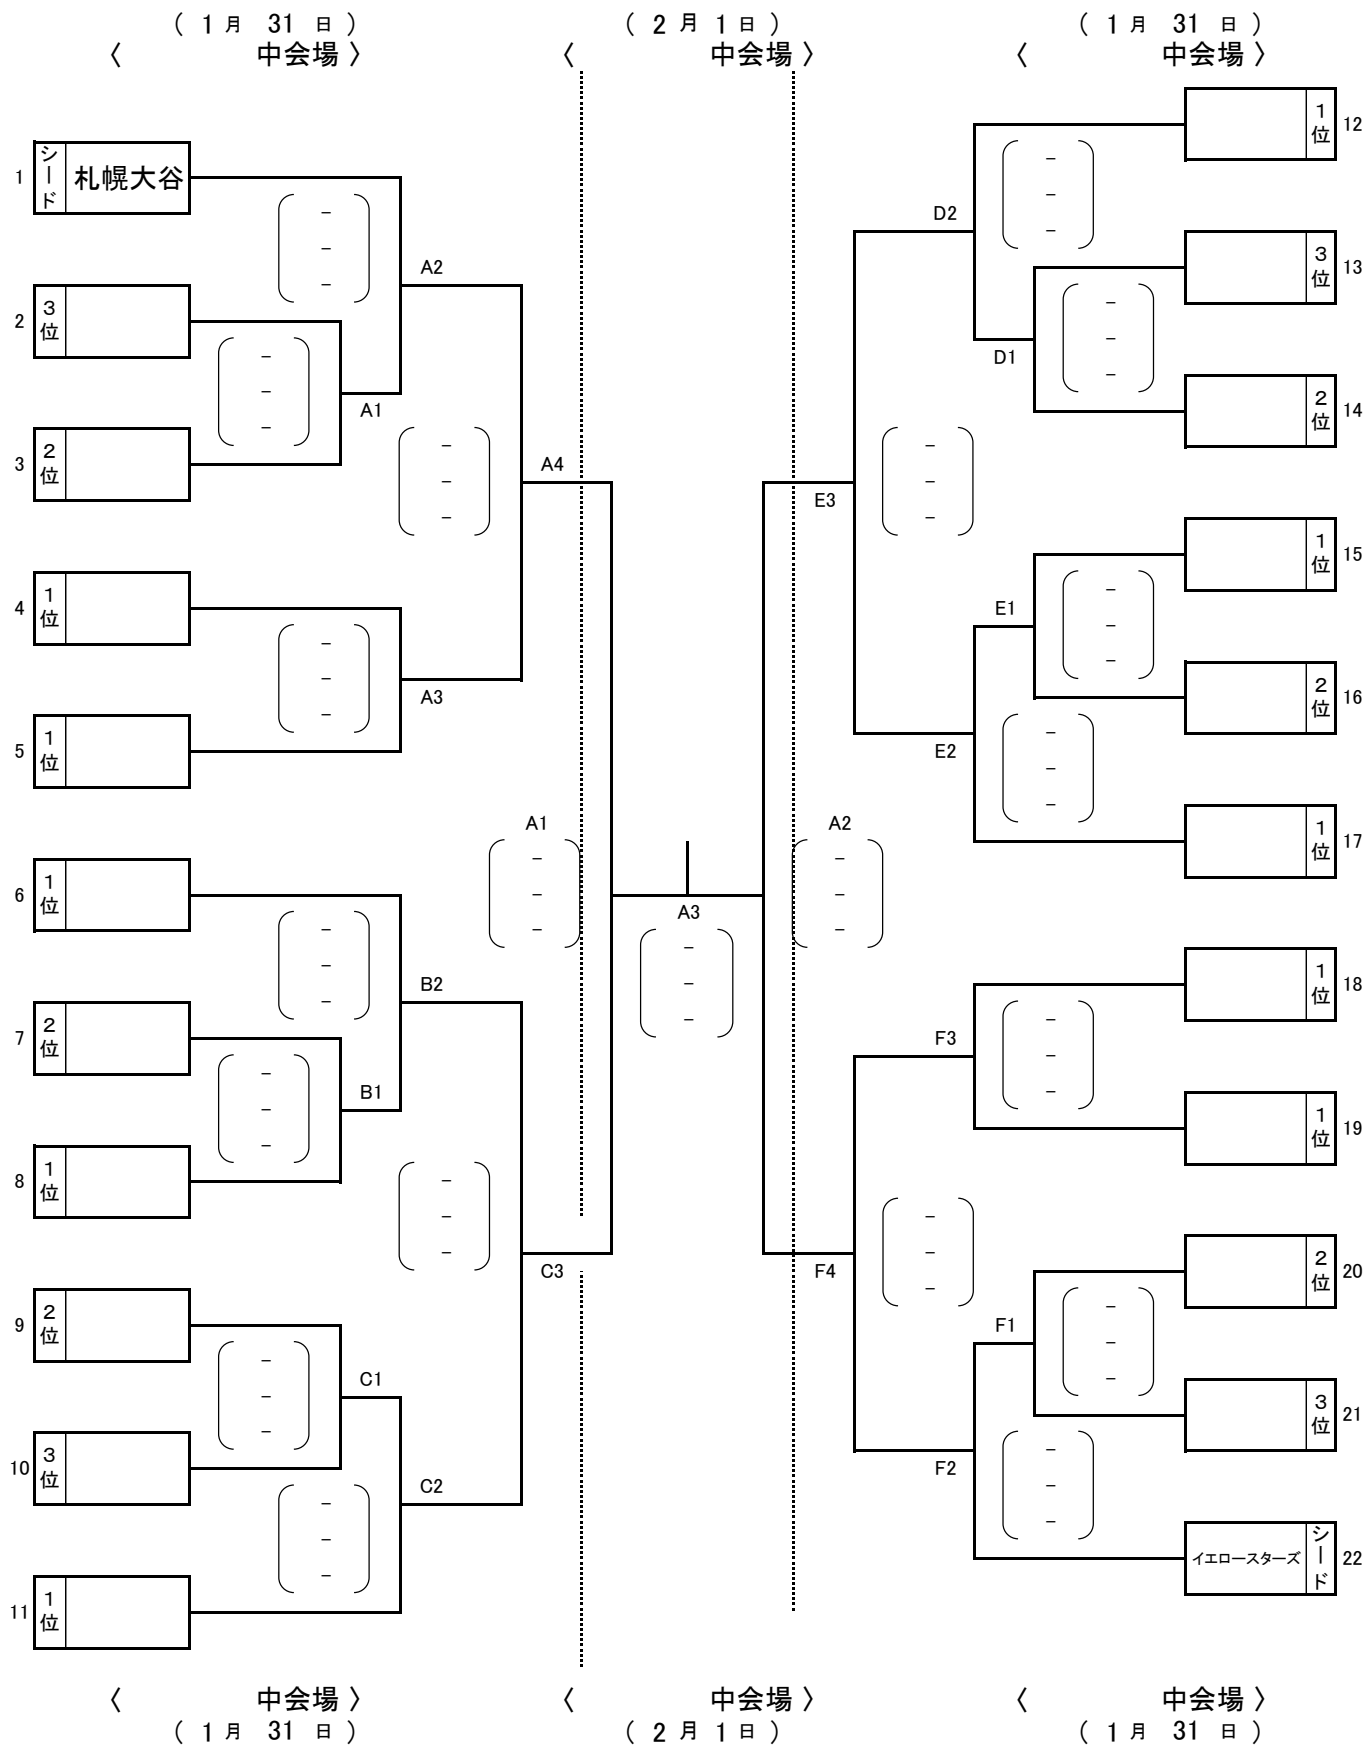 （ 1 月 31 日 ） （ 2 月 1 日 ） （ 1 月 31 日 ）
〈 中会場 〉 〈 中会場 〉 〈 中会場 〉
1 シード 札幌大谷
2 3位
3 2位
4 1位
5 1位
6 1位
7 2位
8 1位
9 2位
10 3位
11 1位
A2
－
－
－
A1
－
－
－
A4
－
－
－
A3
－
－
－
B2
－
－
－
B1
－
－
－
C3
－
－
－
C1
－
－
－
C2
－
－
－
A1
－
－
－
A3
－
－
－
A2
－
－
－
D2
－
－
－
D1
－
－
－
E3
－
－
－
E1
－
－
－
E2
－
－
－
F3
－
－
－
F4
－
－
－
F1
－
－
－
F2
－
－
－
1位 12
3位 13
2位 14
1位 15
2位 16
1位 17
1位 18
1位 19
2位 20
3位 21
イエロースターズ シード 22
〈 中会場 〉 〈 中会場 〉 〈 中会場 〉
（ 1 月 31 日 ） （ 2 月 1 日 ） （ 1 月 31 日 ）